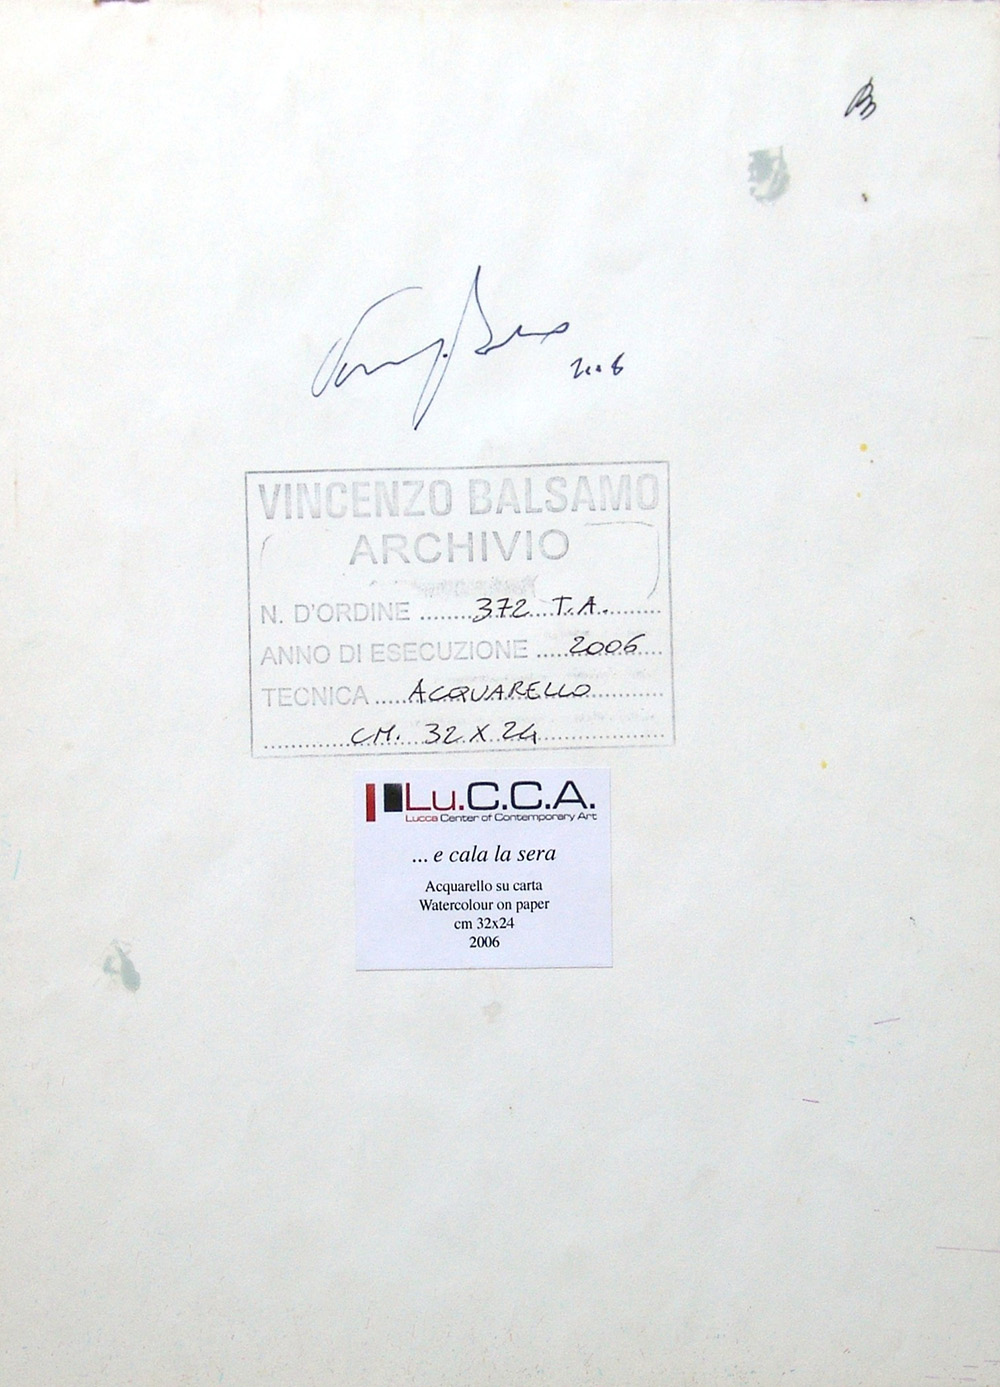 2006
VINCENZO BALSAMO
ARCHIVIO
N. D'ORDINE ........372 T.A.........
ANNO DI ESECUZIONE .....2006....
TECNICA ....ACQUARELLO..........
CM. 32 X 24
Lu.C.C.A.
Lucca Center of Contemporary Art
... e cala la sera
Acquarello su carta
Watercolour on paper
cm 32x24
2006